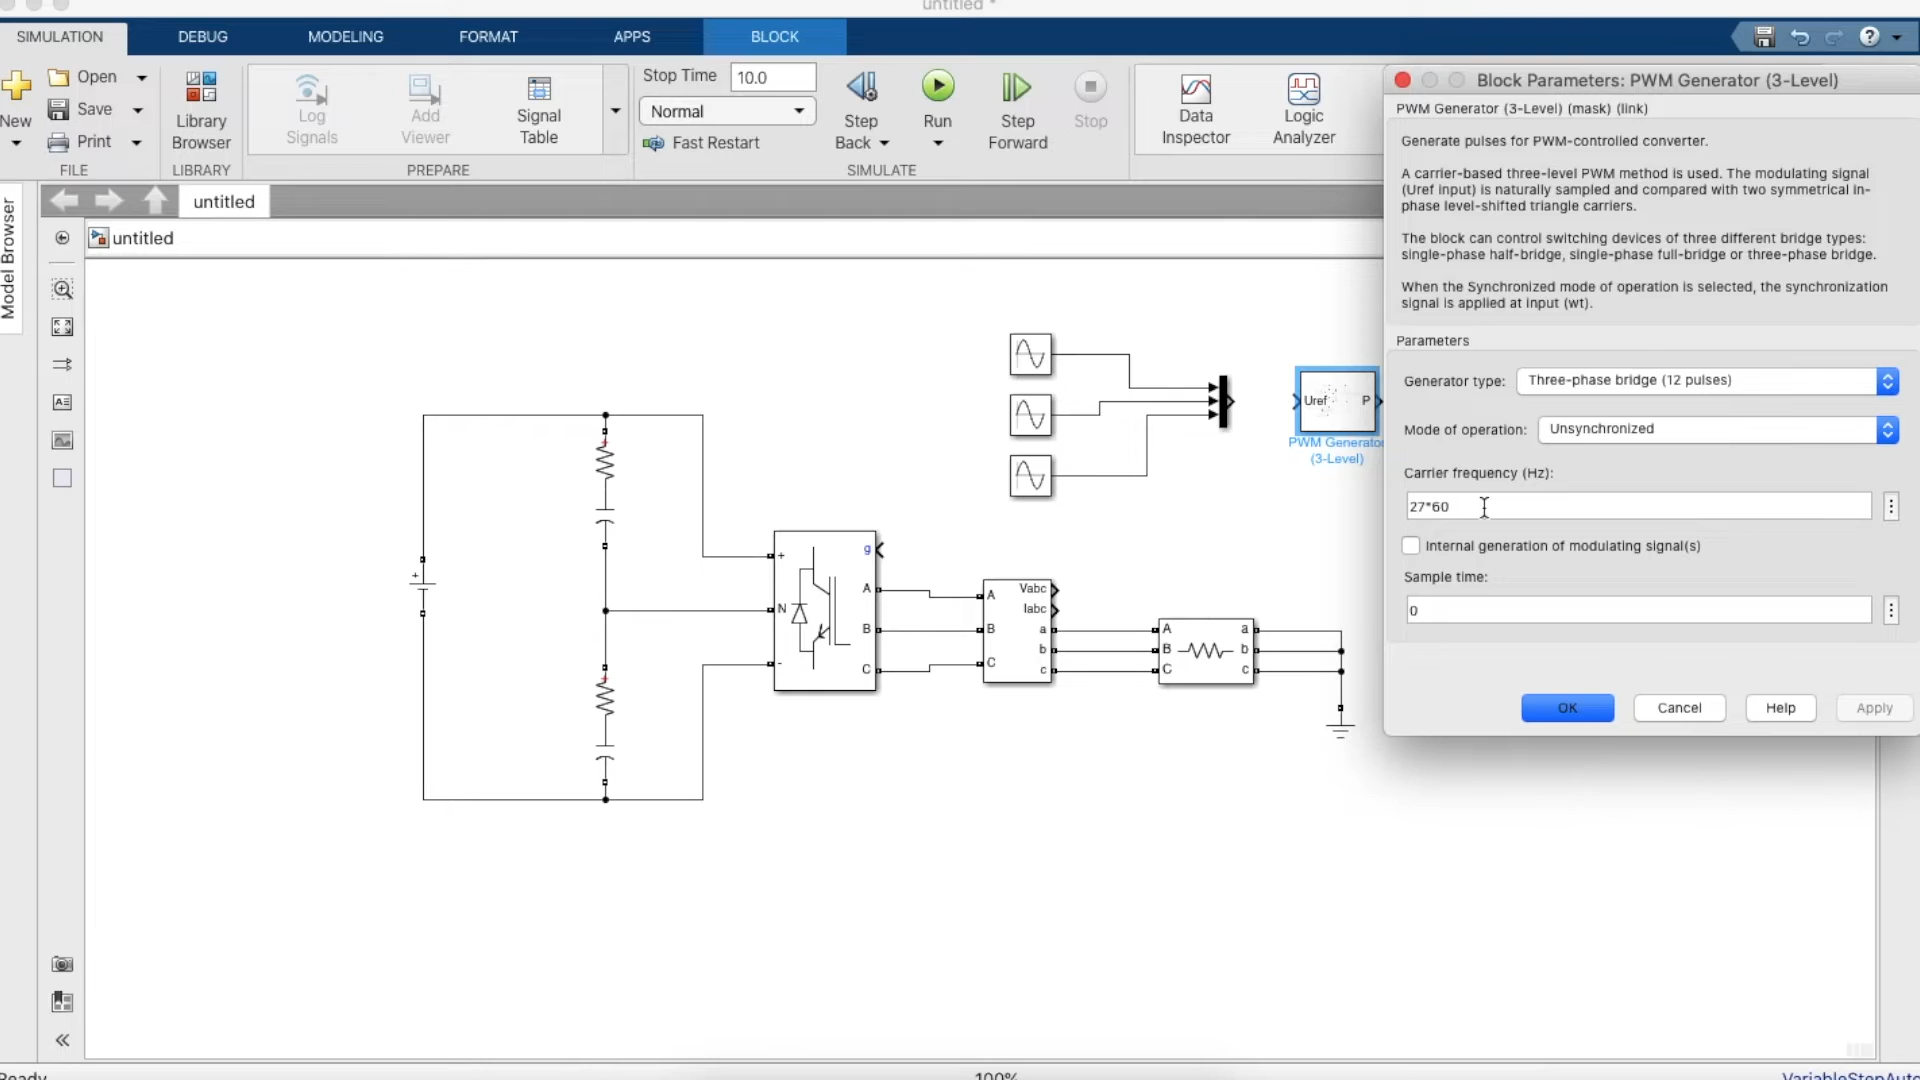 untitled *
SIMULATION DEBUG MODELING FORMAT APPS BLOCK
New
Open
Save
Print
FILE
Library Browser
LIBRARY
Log Signals
Add Viewer
Signal Table
PREPARE
Stop Time 10.0
Normal
Fast Restart
Step Back
Run
Step Forward
Stop
SIMULATE
Data Inspector
Logic Analyzer
?
Model Browser
untitled
untitled
Uref P
PWM Generato
(3-Level)
+
+ g
A
N
B
-
C
A Vabc
Iabc
B a
b
C c
A a
B b
C c
Block Parameters: PWM Generator (3-Level)
PWM Generator (3-Level) (mask) (link)
Generate pulses for PWM-controlled converter.
A carrier-based three-level PWM method is used. The modulating signal
(Uref input) is naturally sampled and compared with two symmetrical in-
phase level-shifted triangle carriers.
The block can control switching devices of three different bridge types:
single-phase half-bridge, single-phase full-bridge or three-phase bridge.
When the Synchronized mode of operation is selected, the synchronization
signal is applied at input (wt).
Parameters
Generator type: Three-phase bridge (12 pulses)
Mode of operation: Unsynchronized
Carrier frequency (Hz):
27*60
Internal generation of modulating signal(s)
Sample time:
0
OK Cancel Help Apply
Ready 100% VariableStepAuto